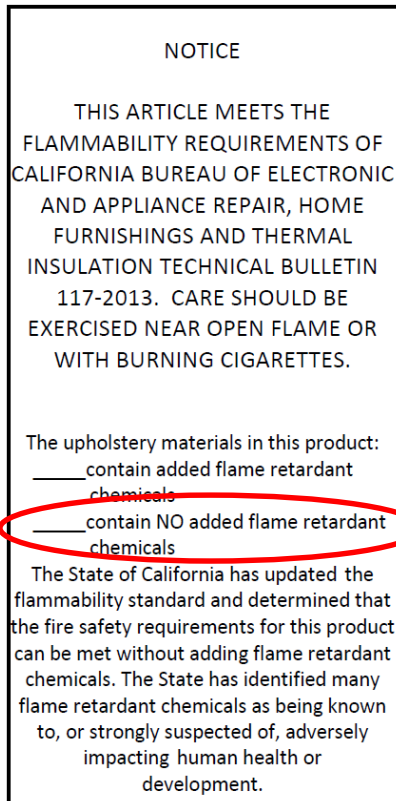 NOTICE
THIS ARTICLE MEETS THE
FLAMMABILITY REQUIREMENTS OF
CALIFORNIA BUREAU OF ELECTRONIC
AND APPLIANCE REPAIR, HOME
FURNISHINGS AND THERMAL
INSULATION TECHNICAL BULLETIN
117-2013. CARE SHOULD BE
EXERCISED NEAR OPEN FLAME OR
WITH BURNING CIGARETTES.
The upholstery materials in this product:
_____contain added flame retardant
chemicals
_____contain NO added flame retardant
chemicals
The State of California has updated the
flammability standard and determined that
the fire safety requirements for this product
can be met without adding flame retardant
chemicals. The State has identified many
flame retardant chemicals as being known
to, or strongly suspected of, adversely
impacting human health or
development.